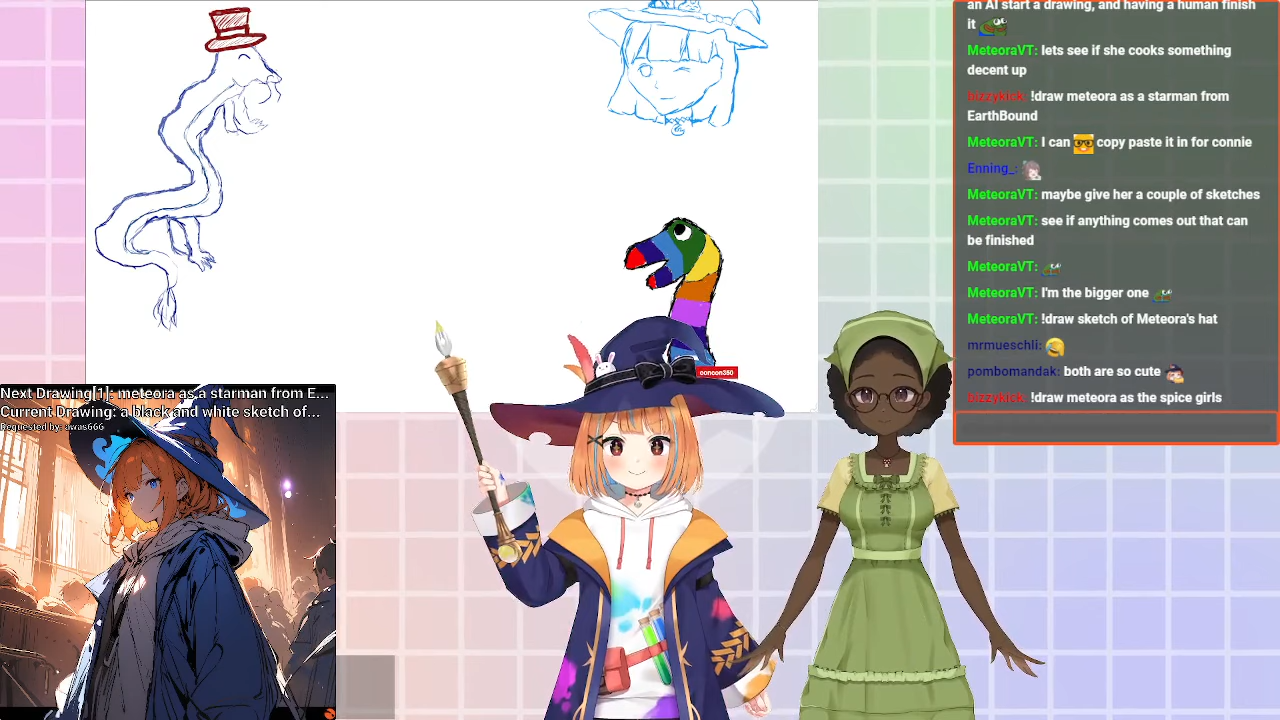 an AI start a drawing, and having a human finish
it
MeteoraVT: lets see if she cooks something
decent up
bizzykick: !draw meteora as a starman from
EarthBound
MeteoraVT: I can copy paste it in for connie
Enning_:
MeteoraVT: maybe give her a couple of sketches
MeteoraVT: see if anything comes out that can
be finished
MeteoraVT:
MeteoraVT: I'm the bigger one
MeteoraVT: !draw sketch of Meteora's hat
mrmueschli:
pombomandak: both are so cute
bizzykick: !draw meteora as the spice girls
oonoon350
Next Drawing[1]: meteora as a starman from E...
Current Drawing: a black and white sketch of...
Requested by: awas666